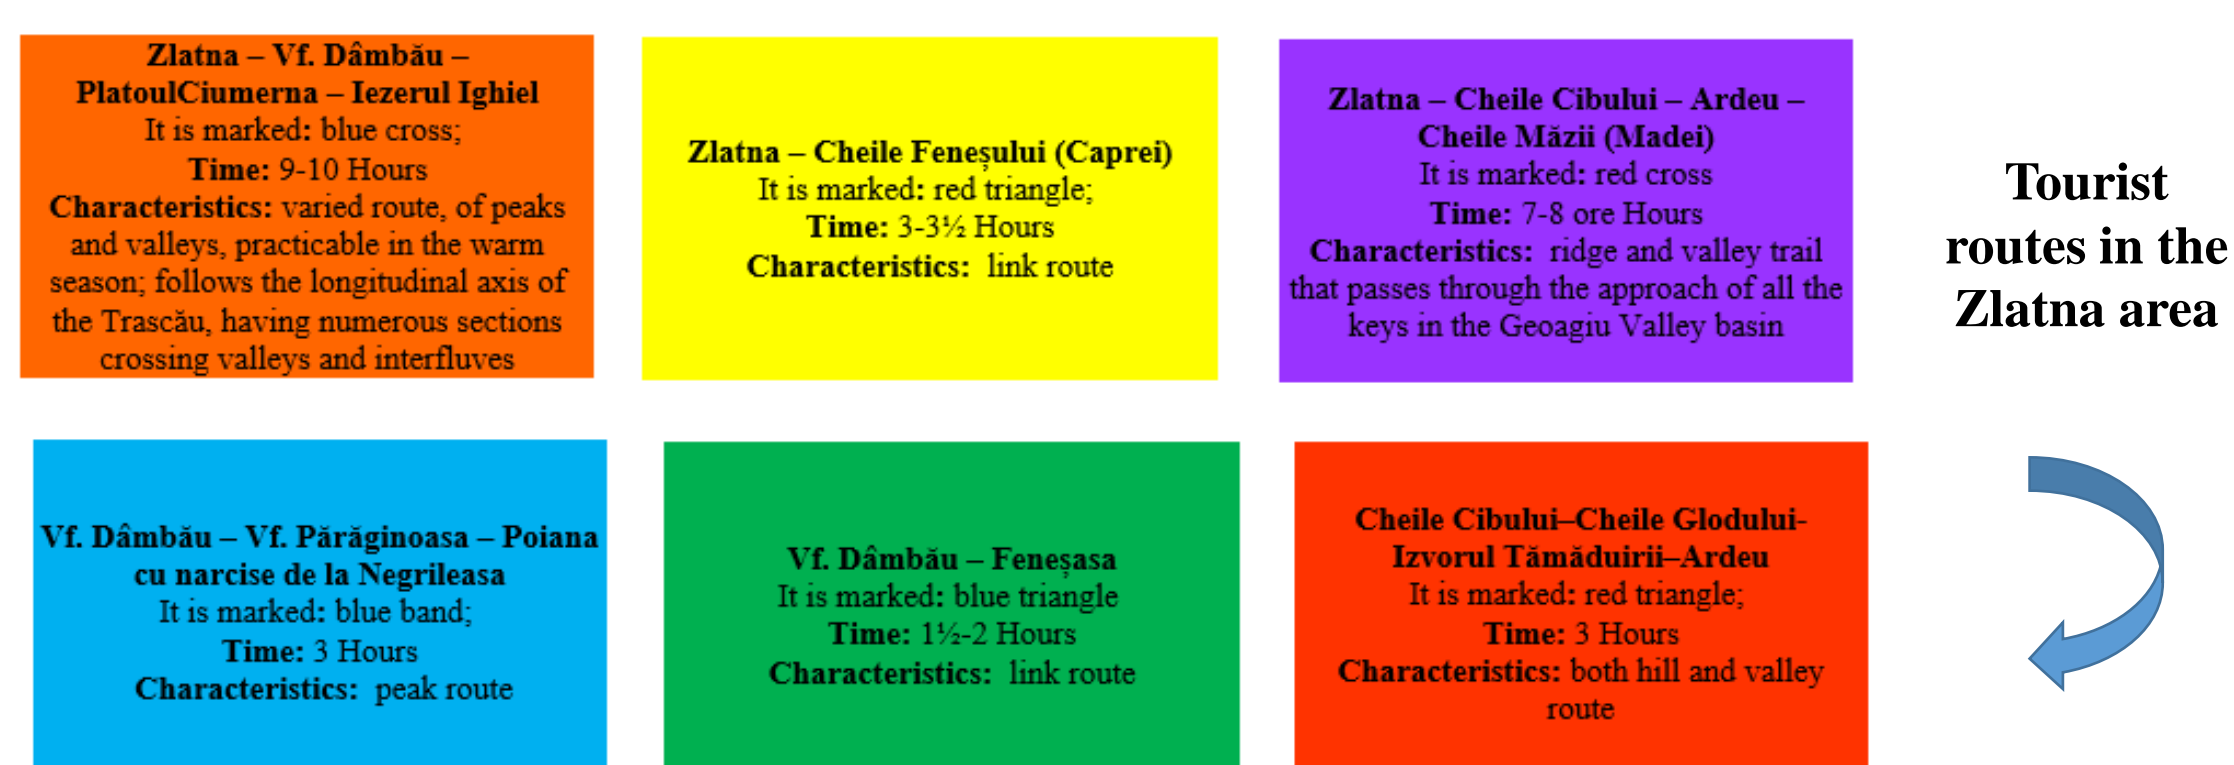 Zlatna – Vf. Dâmbău –
PlatoulCiumerna – Iezerul Ighiel
It is marked: blue cross;
Time: 9-10 Hours
Characteristics: varied route, of peaks
and valleys, practicable in the warm
season; follows the longitudinal axis of
the Trascău, having numerous sections
crossing valleys and interfluves
Zlatna – Cheile Feneșului (Caprei)
It is marked: red triangle;
Time: 3-3½ Hours
Characteristics: link route
Zlatna – Cheile Cibului – Ardeu –
Cheile Măzii (Madei)
It is marked: red cross
Time: 7-8 ore Hours
Characteristics: ridge and valley trail
that passes through the approach of all the
keys in the Geoagiu Valley basin
Tourist
routes in the
Zlatna area
Vf. Dâmbău – Vf. Părăginoasa – Poiana
cu narcise de la Negrileasa
It is marked: blue band;
Time: 3 Hours
Characteristics: peak route
Vf. Dâmbău – Feneșasa
It is marked: blue triangle
Time: 1½-2 Hours
Characteristics: link route
Cheile Cibului–Cheile Glodului-
Izvorul Tămăduirii–Ardeu
It is marked: red triangle;
Time: 3 Hours
Characteristics: both hill and valley
route